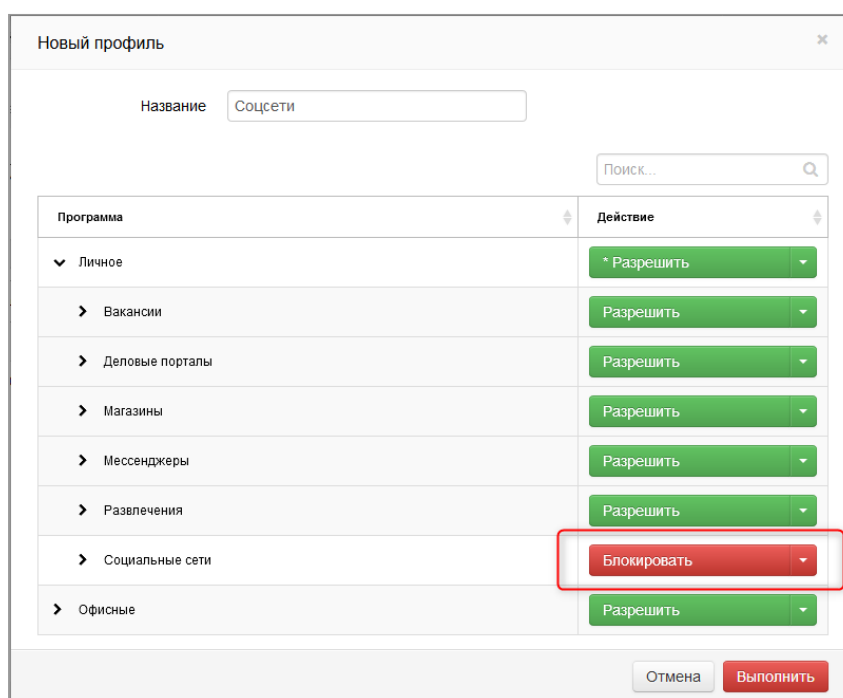 Новый профиль ×
Название Соцсети
Поиск...
Программа Действие
Личное * Разрешить
Вакансии Разрешить
Деловые порталы Разрешить
Магазины Разрешить
Мессенджеры Разрешить
Развлечения Разрешить
Социальные сети Блокировать
Офисные Разрешить
Отмена Выполнить